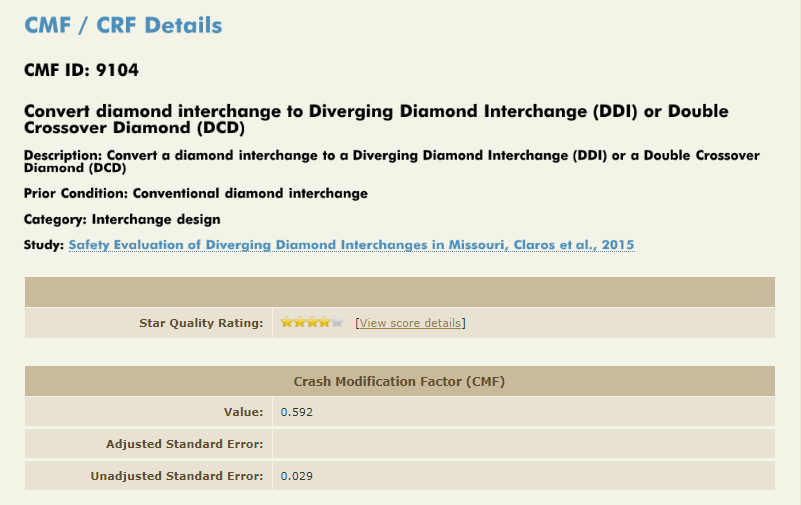 CMF / CRF Details
CMF ID: 9104
Convert diamond interchange to Diverging Diamond Interchange (DDI) or Double
Crossover Diamond (DCD)
Description: Convert a diamond interchange to a Diverging Diamond Interchange (DDI) or a Double Crossover
Diamond (DCD)
Prior Condition: Conventional diamond interchange
Category: Interchange design
Study: Safety Evaluation of Diverging Diamond Interchanges in Missouri, Claros et al., 2015
Star Quality Rating: [View score details]
Crash Modification Factor (CMF)
Value: 0.592
Adjusted Standard Error:
Unadjusted Standard Error: 0.029